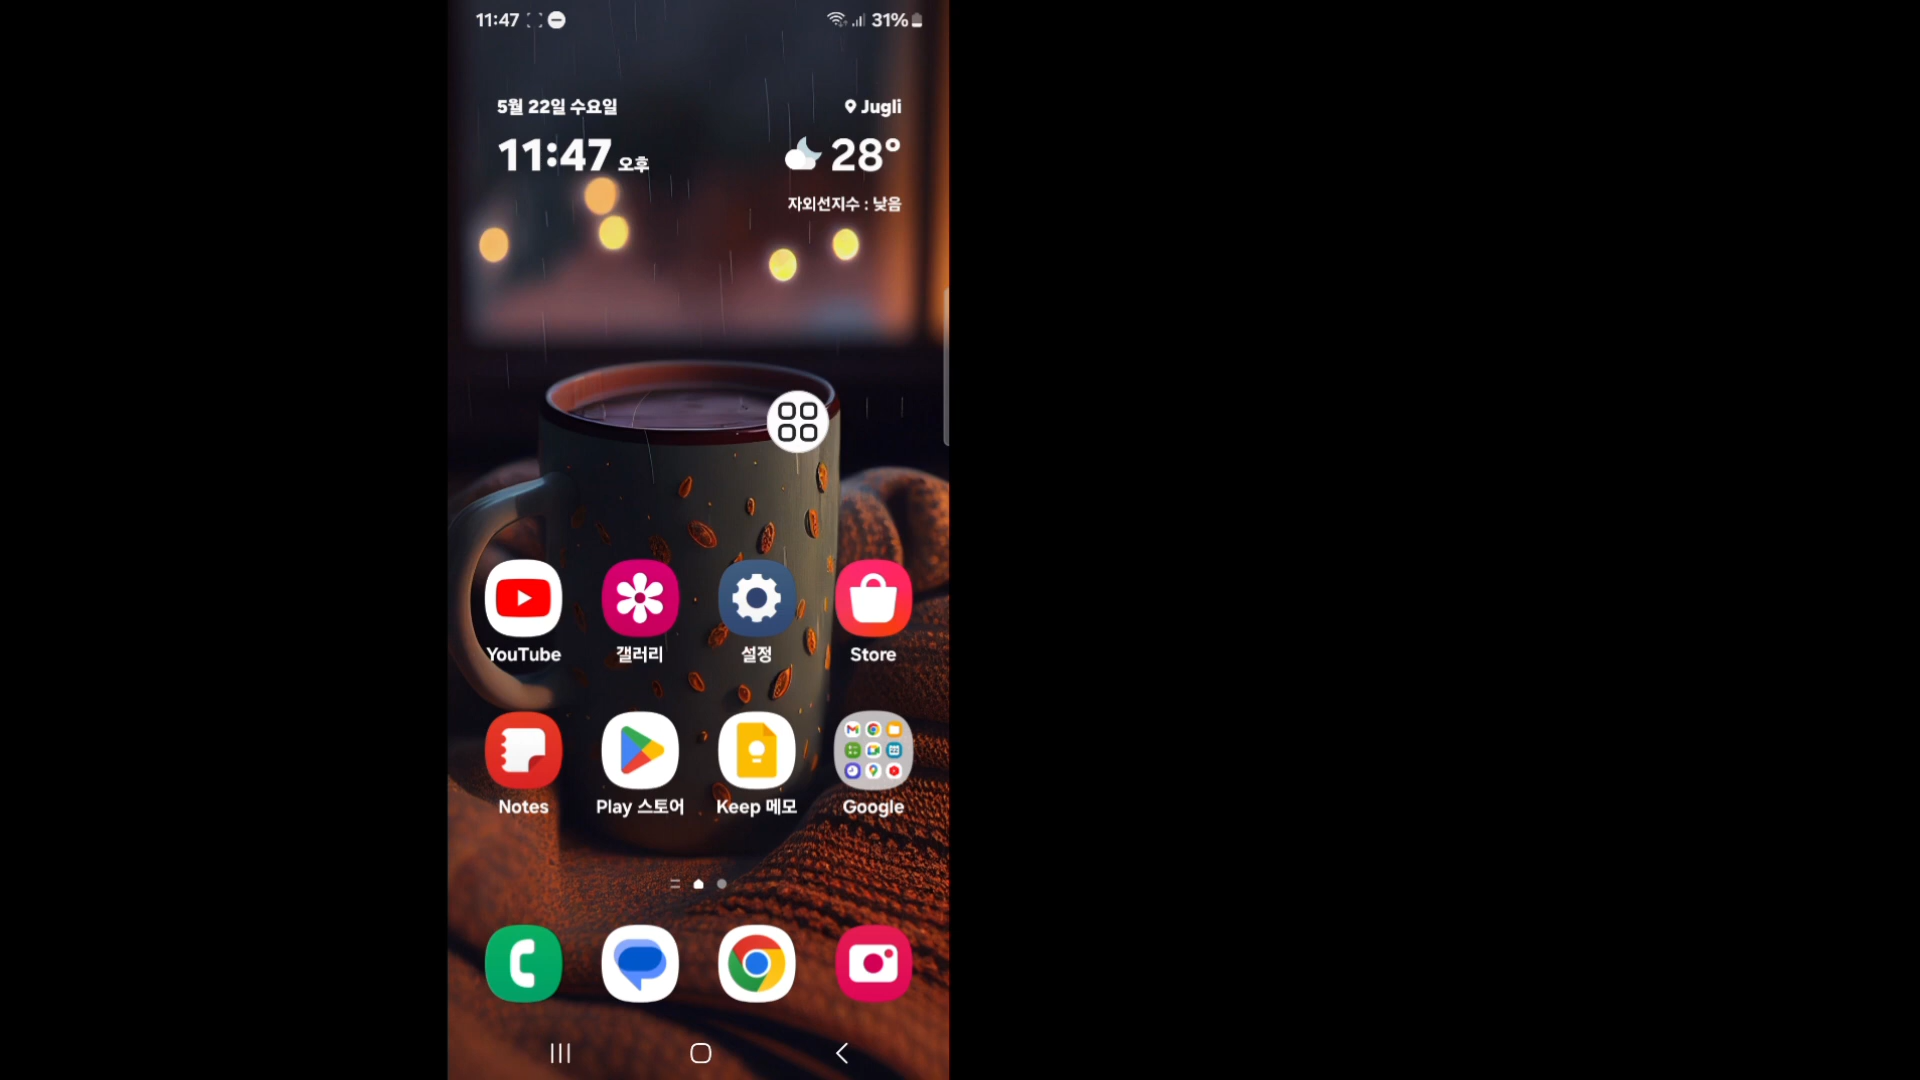 11:47
31%
5월 22일 수요일
Jugli
11:47 오후
28°
자외선지수 : 낮음
YouTube
갤러리
설정
Store
Notes
Play 스토어
Keep 메모
Google